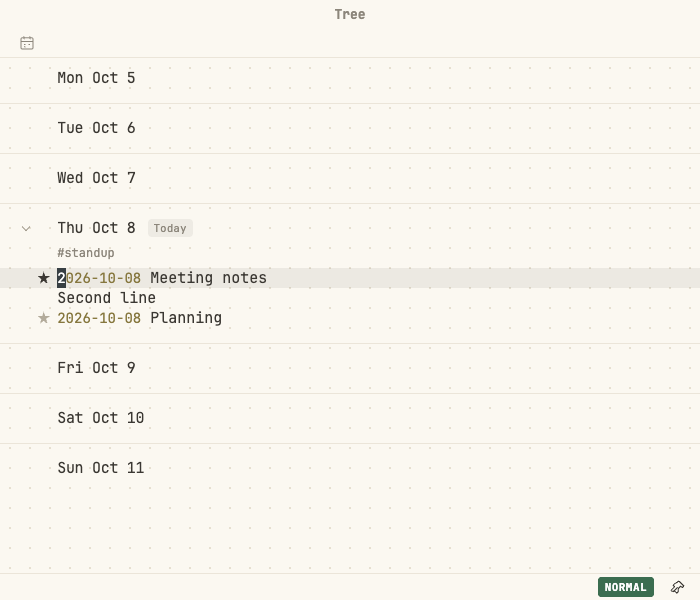 Tree
Mon Oct 5
Tue Oct 6
Wed Oct 7
Thu Oct 8 Today
#standup
2026-10-08 Meeting notes
Second line
2026-10-08 Planning
Fri Oct 9
Sat Oct 10
Sun Oct 11
NORMAL